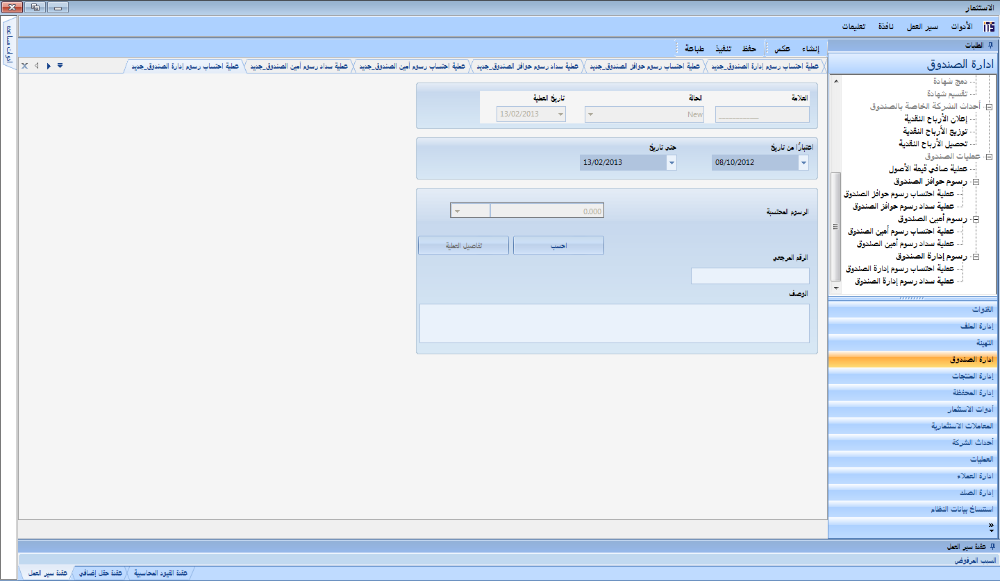 الاستثمار
ITS الأدوات سير العمل نافذة تعليمات
أدوات مساعدة
الطلبات
إنشاء عكس حفظ تنفيذ طباعة
ادارة الصندوق
عملية احتساب رسوم إدارة الصندوق_جديد
عملية احتساب رسوم حوافز الصندوق_جديد
عملية سداد رسوم حوافز الصندوق_جديد
عملية احتساب رسوم أمين الصندوق_جديد
عملية سداد رسوم أمين الصندوق_جديد
عملية احتساب رسوم إدارة الصندوق_جديد
دمج شهادة
تقسيم شهادة
أحداث الشركة الخاصة بالصندوق
إعلان الأرباح النقدية
توزيع الأرباح النقدية
تحصيل الأرباح النقدية
عمليات الصندوق
عملية صافي قيمة الأصول
رسوم حوافز الصندوق
عملية احتساب رسوم حوافز الصندوق
عملية سداد رسوم حوافز الصندوق
رسوم أمين الصندوق
عملية احتساب رسوم أمين الصندوق
عملية سداد رسوم أمين الصندوق
رسوم إدارة الصندوق
عملية احتساب رسوم إدارة الصندوق
عملية سداد رسوم إدارة الصندوق
القنوات
إدارة الملف
التهيئة
ادارة الصندوق
إدارة المنتجات
إدارة المحفظة
أدوات الاستثمار
المعاملات الاستثمارية
أحداث الشركة
العمليات
ادارة العملاء
إدارة الصك
استنساخ بيانات النظام
العلامة الحالة تاريخ العملية
____________ New 13/02/2013
اعتبارًا من تاريخ حتى تاريخ
08/10/2012 13/02/2013
الرسوم المحتسبة 0.000
احسب تفاصيل العملية
الرقم المرجعي
الوصف
عقدة سير العمل
السبب المرفوض
عقدة القيود المحاسبية عقدة حقل إضافي عقدة سير العمل